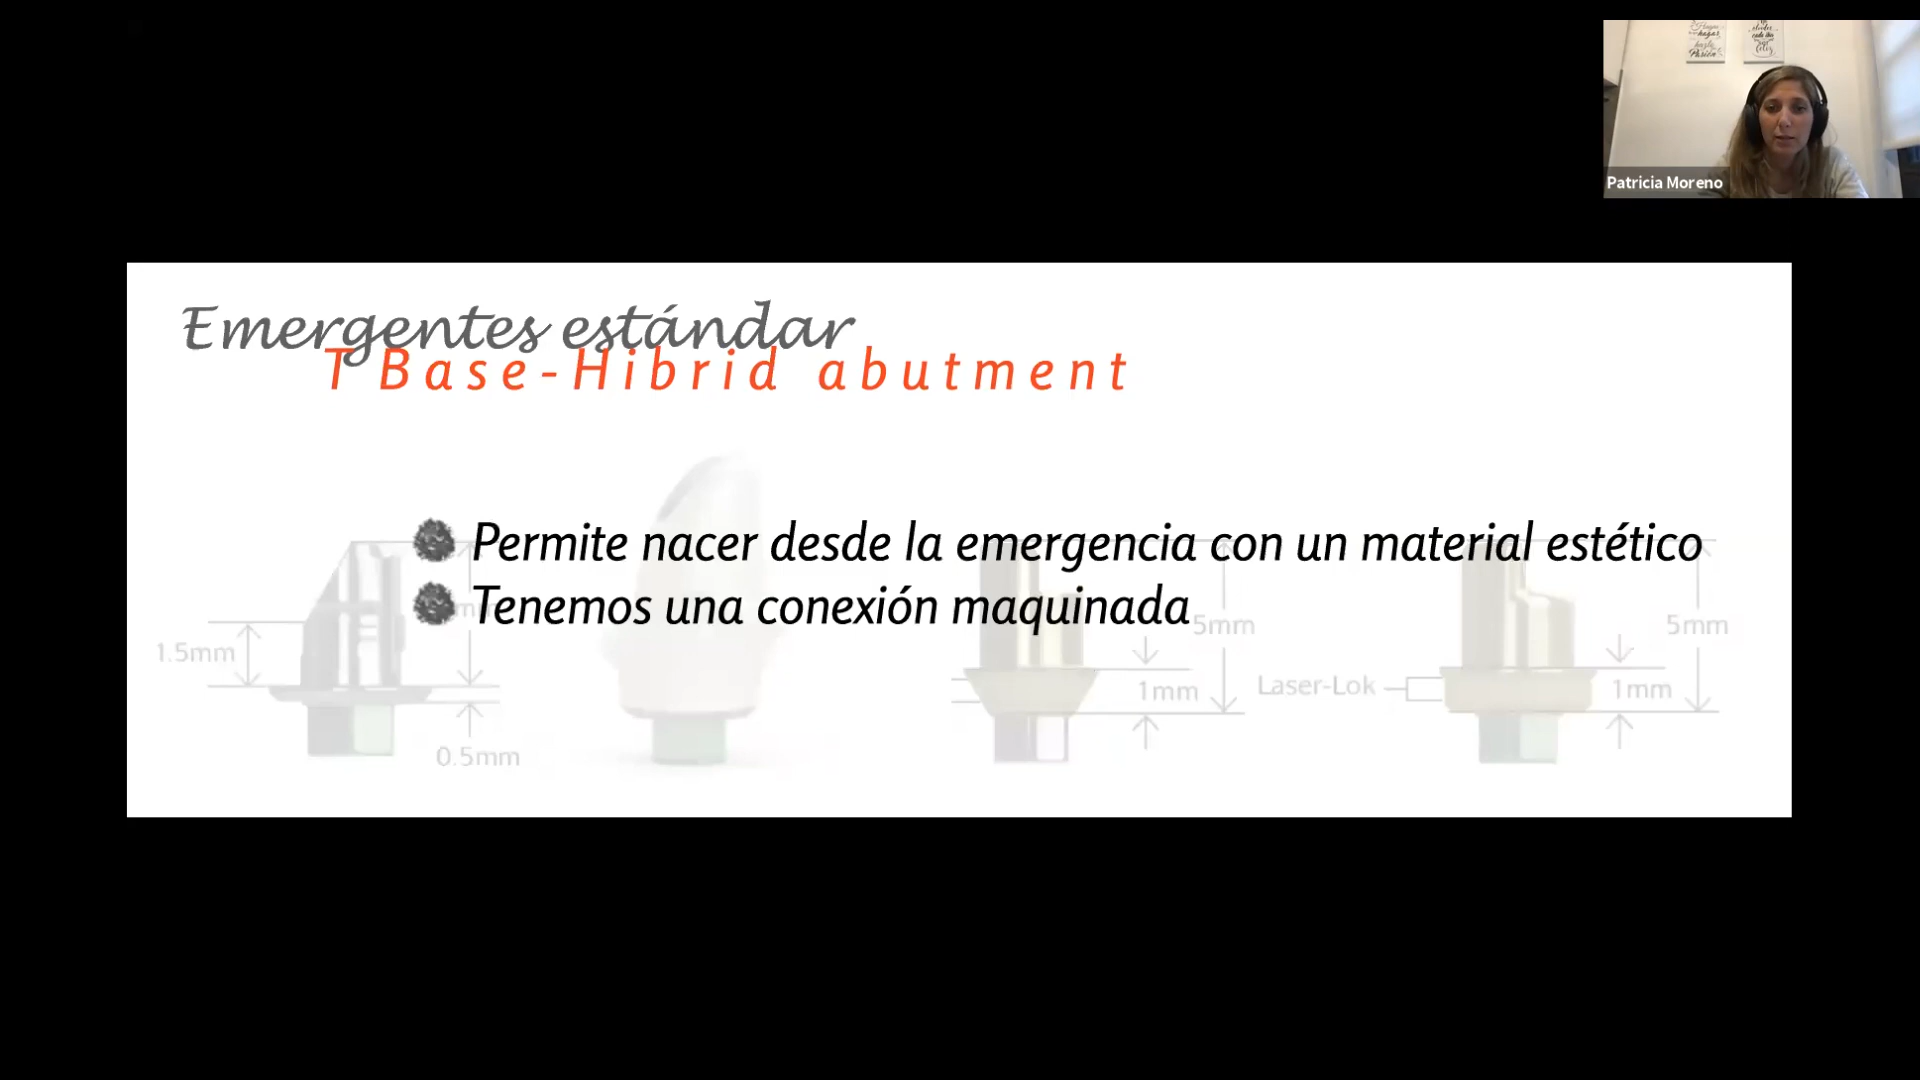 Patricia Moreno
Emergentes estándar
T Base-Hibrid abutment
Permite nacer desde la emergencia con un material estético
Tenemos una conexión maquinada
1.5mm
0.5mm
5mm
1mm
Laser-Lok
5mm
1mm